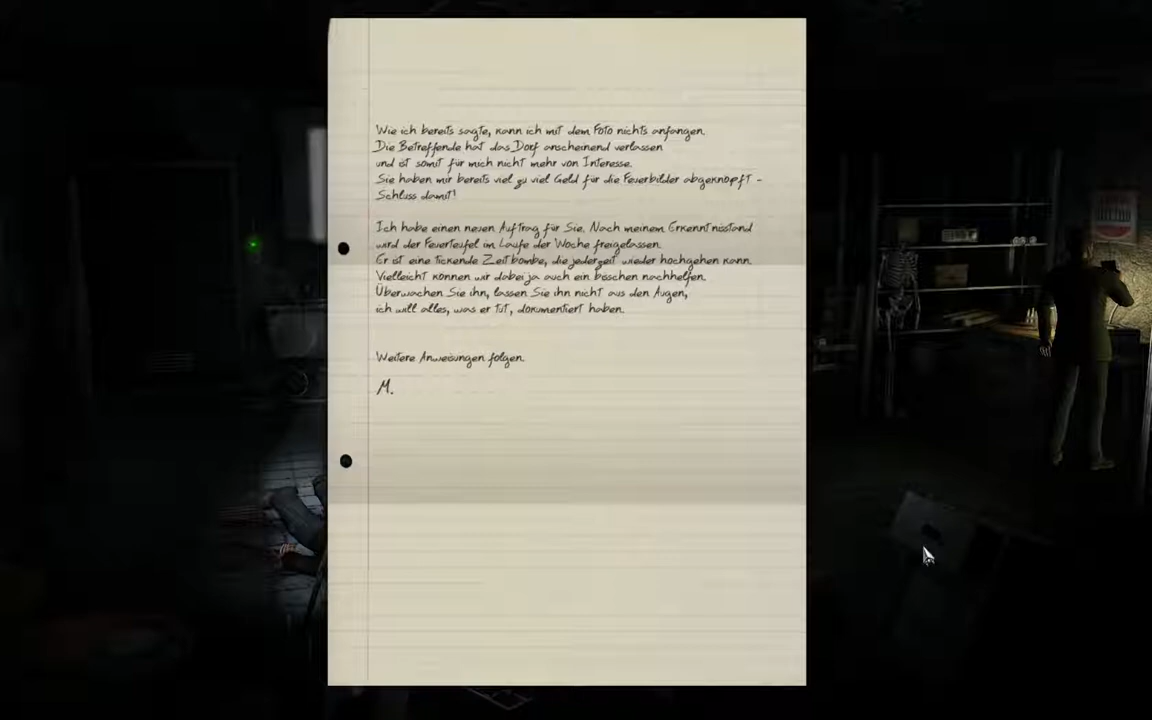 Wie ich bereits sagte, kann ich mit dem Foto nichts anfangen.
Die Betreffende hat das Dorf anscheinend verlassen
und ist somit für mich nicht mehr von Interesse.
Sie haben mir bereits viel zu viel Geld für die Feuerbilder abgeknöpft -
Schluss damit!
Ich habe einen neuen Auftrag für Sie. Nach meinem Erkenntnisstand
wird der Feuerteufel im Laufe der Woche freigelassen.
Er ist eine tickende Zeitbombe, die jederzeit wieder hochgehen kann.
Vielleicht können wir dabei ja auch ein bisschen nachhelfen.
Überwachen Sie ihn, lassen Sie ihn nicht aus den Augen,
ich will alles, was er tut, dokumentiert haben.
Weitere Anweisungen folgen.
M.